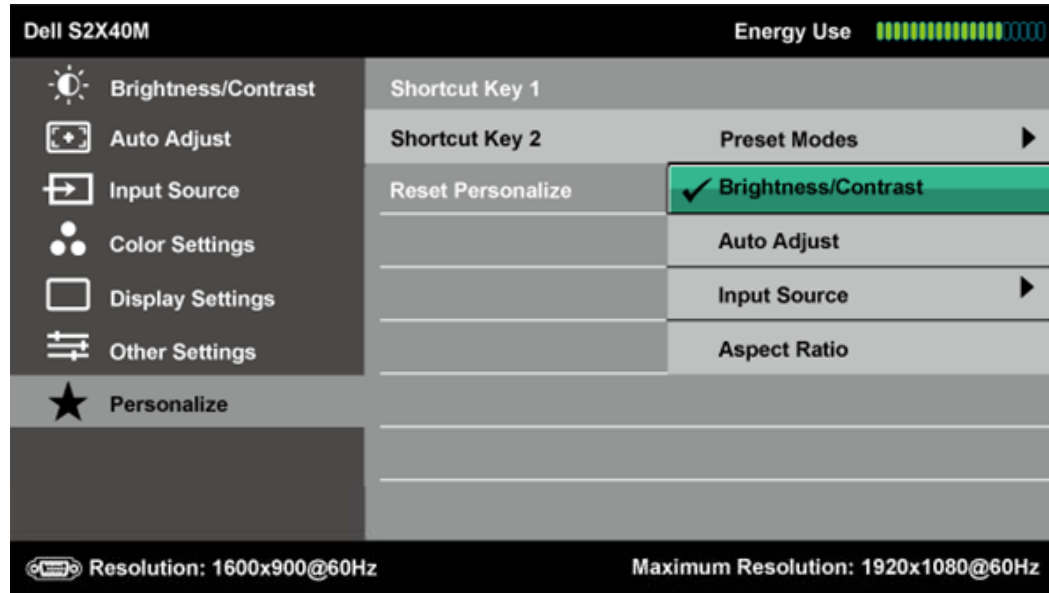 Dell S2X40M Energy Use
Brightness/Contrast Shortcut Key 1
Auto Adjust Shortcut Key 2 Preset Modes
Input Source Reset Personalize Brightness/Contrast
Color Settings Auto Adjust
Display Settings Input Source
Other Settings Aspect Ratio
Personalize
Resolution: 1600x900@60Hz Maximum Resolution: 1920x1080@60Hz